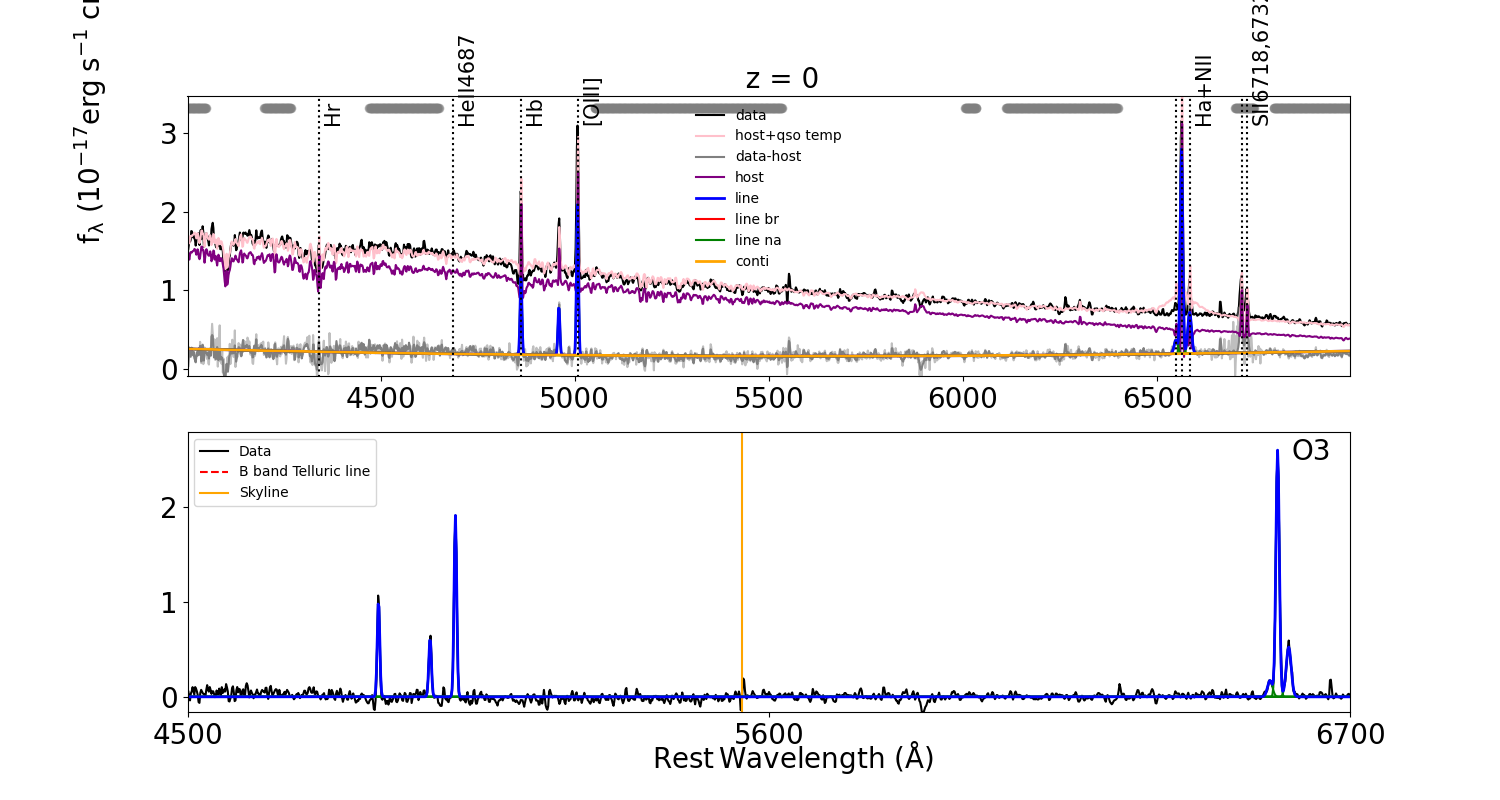 z = 0
Hr
HeII4687
Hb
[OIII]
Ha+NII
SII6718,673
fλ (10⁻¹⁷erg s⁻¹ c
3
2
1
0
data
host+qso temp
data-host
host
line
line br
line na
conti
4500 5000 5500 6000 6500
Data
B band Telluric line
Skyline
O3
2
1
0
4500 5600 6700
Rest Wavelength (Å)